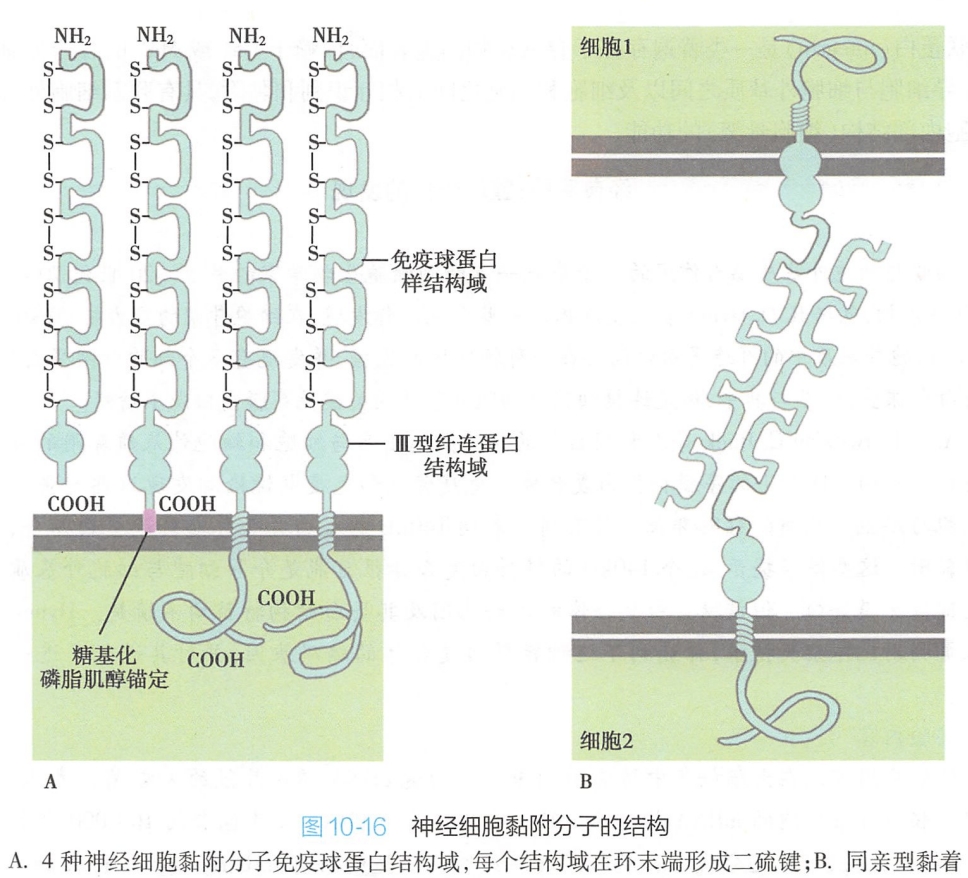 NH₂ NH₂ NH₂ NH₂
S S S S
S S S S
S S S S
S S S S
S S S S
S S S S
S S S S
S S S S
S S S S
S S S S
免疫球蛋白
样结构域
Ⅲ型纤连蛋白
结构域
COOH COOH
COOH
COOH
糖基化
磷脂肌醇锚定
A
细胞1
细胞2
B
图10-16 神经细胞黏附分子的结构
A. 4 种神经细胞黏附分子免疫球蛋白结构域,每个结构域在环末端形成二硫键;B. 同亲型黏着